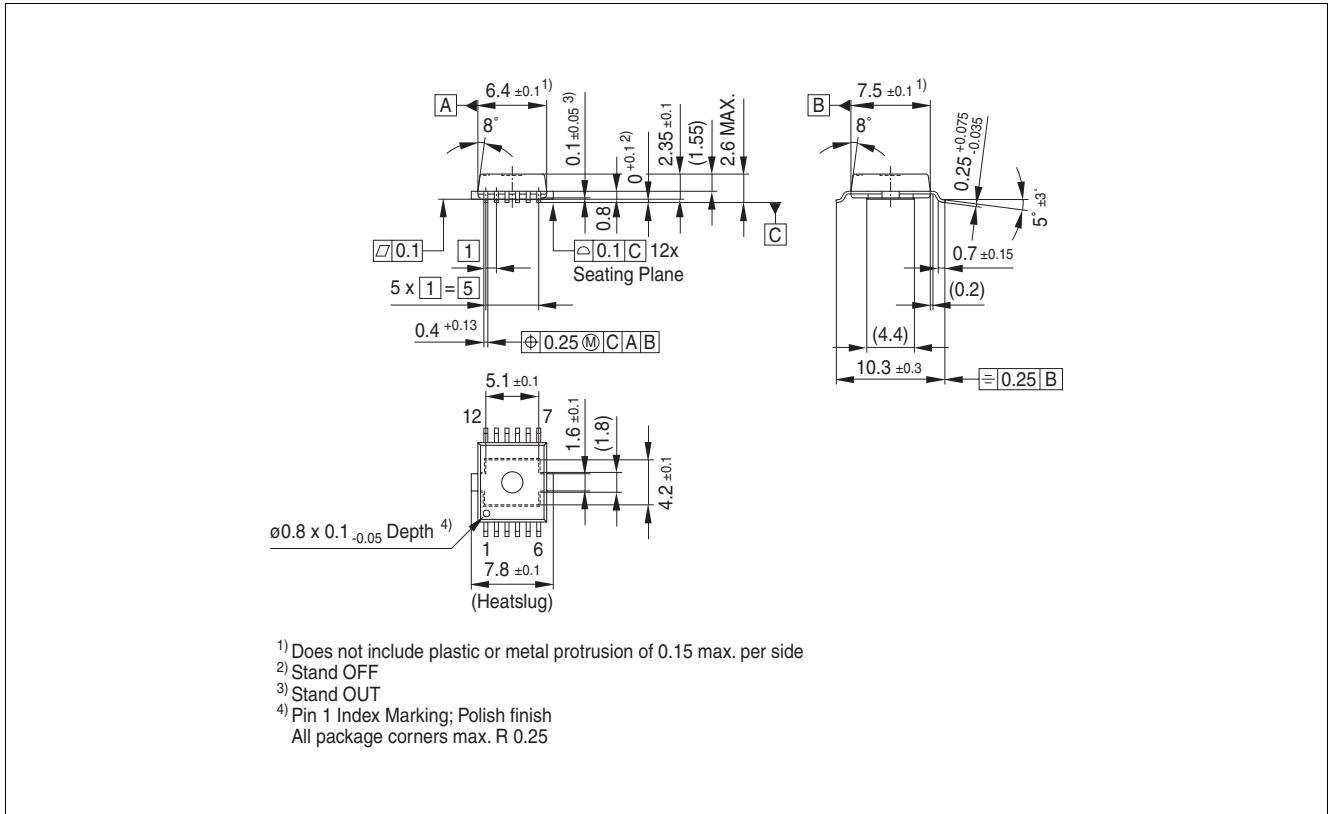 6.4 ±0.1 1)
A
8°
0.1 ±0.05 3)
0 +0.1 2)
2.35 ±0.1
(1.55)
2.6 MAX.
0.8
C
⏥ 0.1
1
⌓ 0.1 C 12x
Seating Plane
5 x 1 = 5
0.4 +0.13
⌖ 0.25 Ⓜ C A B
7.5 ±0.1 1)
B
8°
0.25 +0.075 -0.035
5° ±3°
0.7 ±0.15
(0.2)
(4.4)
10.3 ±0.3
⌯ 0.25 B
5.1 ±0.1
12 7
1.6 ±0.1
(1.8)
4.2 ±0.1
ø0.8 x 0.1 -0.05 Depth 4)
1 6
7.8 ±0.1
(Heatslug)
1) Does not include plastic or metal protrusion of 0.15 max. per side
2) Stand OFF
3) Stand OUT
4) Pin 1 Index Marking; Polish finish
All package corners max. R 0.25